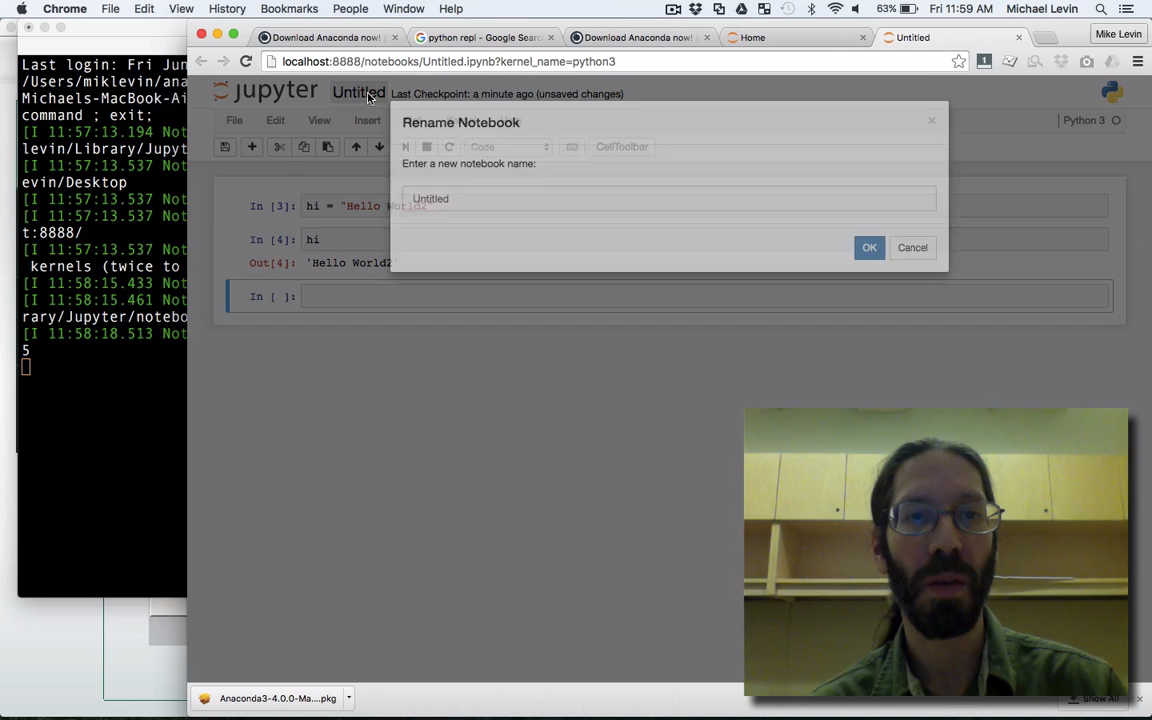 Chrome File Edit View History Bookmarks People Window Help 63% Fri 11:59 AM Michael Levin
Download Anaconda now! python repl - Google Sear Download Anaconda now! Home Untitled Mike Levin
localhost:8888/notebooks/Untitled.ipynb?kernel_name=python3 1
Last login: Fri Jun
/Users/miklevin/ana
Michaels-MacBook-Ai
command ; exit;
[I 11:57:13.194 Not
levin/Library/Jupyt
[I 11:57:13.537 Not
evin/Desktop
[I 11:57:13.537 Not
[I 11:57:13.537 Not
t:8888/
[I 11:57:13.537 Not
kernels (twice to
[I 11:58:15.433 Not
[I 11:58:15.461 Not
rary/Jupyter/notebo
[I 11:58:18.513 Not
5
jupyter Untitled Last Checkpoint: a minute ago (unsaved changes)
File Edit View Insert Python 3
Code CellToolbar
Rename Notebook ×
Enter a new notebook name:
Untitled
OK Cancel
In [3]: hi = "Hello World2"
In [4]: hi
Out[4]: 'Hello World2'
In [ ]:
Anaconda3-4.0.0-Ma....pkg
Show All